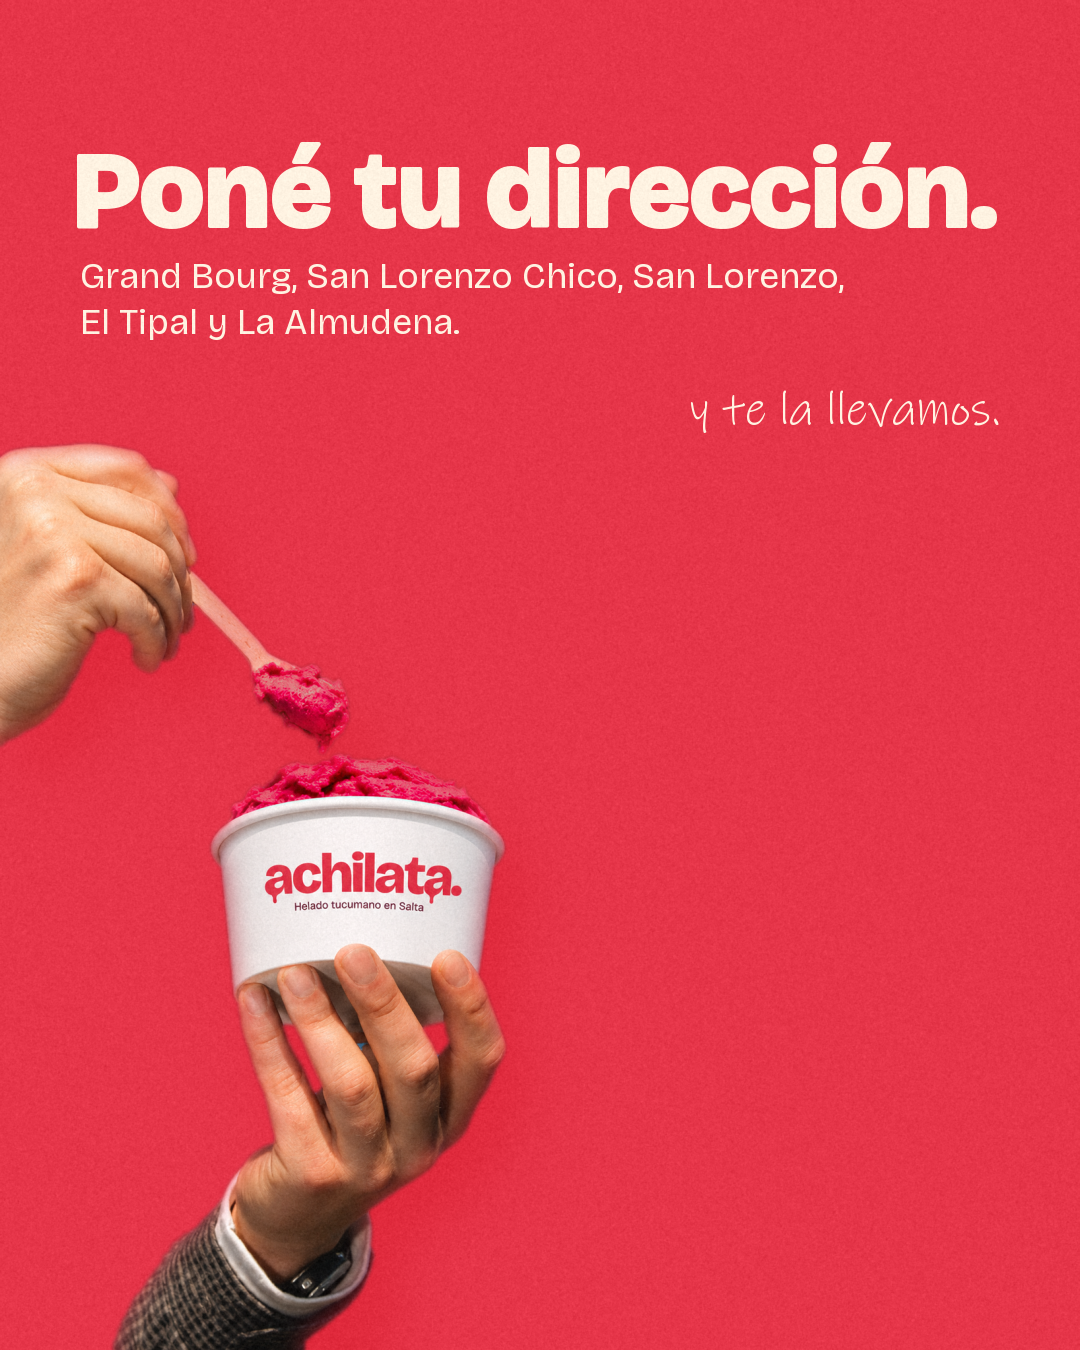 Poné tu dirección.
Grand Bourg, San Lorenzo Chico, San Lorenzo,
El Tipal y La Almudena.
y te la llevamos.
achilata.
Helado tucumano en Salta